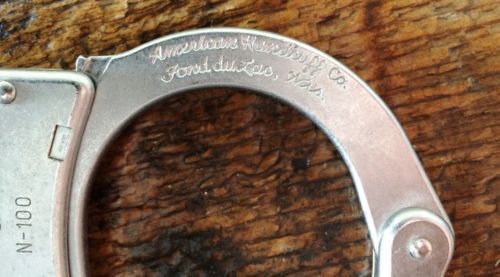 American Handcuff Co.
Fond du Lac, Wis.
N-100